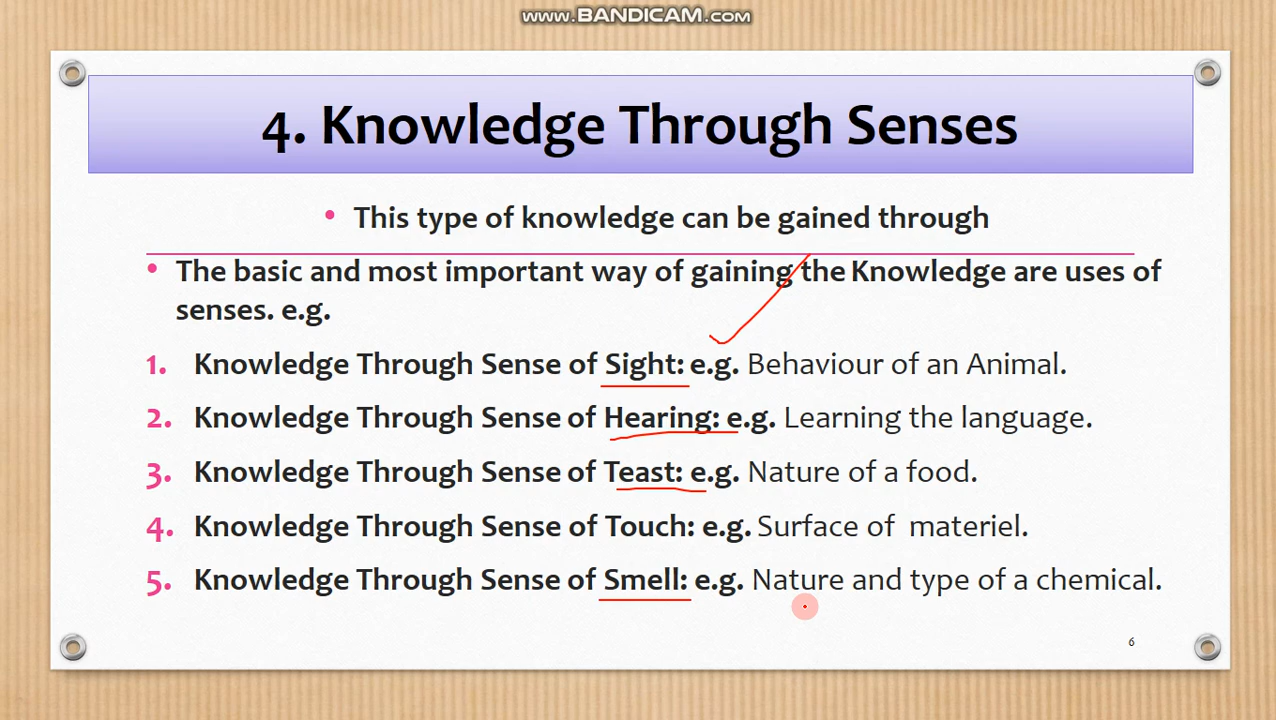 www.BANDICAM.com
4. Knowledge Through Senses
• This type of knowledge can be gained through
• The basic and most important way of gaining the Knowledge are uses of
senses. e.g.
1. Knowledge Through Sense of Sight: e.g. Behaviour of an Animal.
2. Knowledge Through Sense of Hearing: e.g. Learning the language.
3. Knowledge Through Sense of Teast: e.g. Nature of a food.
4. Knowledge Through Sense of Touch: e.g. Surface of materiel.
5. Knowledge Through Sense of Smell: e.g. Nature and type of a chemical.
6